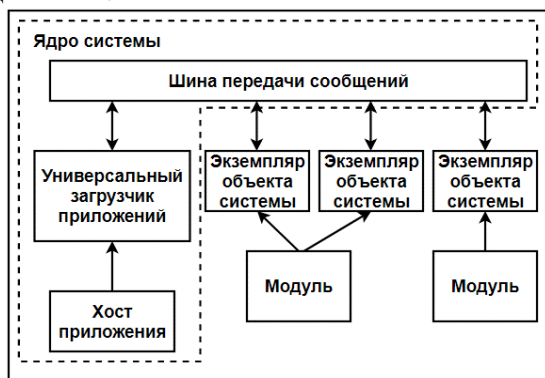 Ядро системы
Шина передачи сообщений
Универсальный
загрузчик
приложений
Экземпляр
объекта
системы
Экземпляр
объекта
системы
Экземпляр
объекта
системы
Хост
приложения
Модуль
Модуль